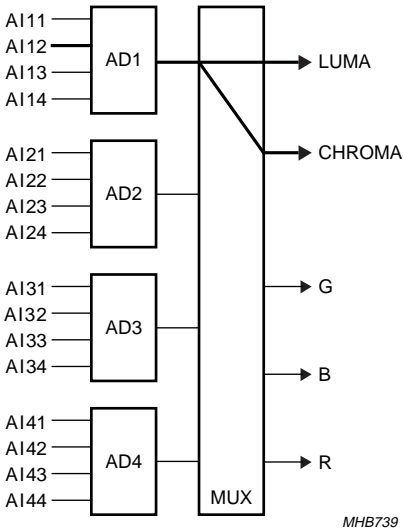 AI11
AI12
AI13
AI14
AD1
LUMA
CHROMA
AI21
AI22
AI23
AI24
AD2
AI31
AI32
AI33
AI34
AD3
G
B
AI41
AI42
AI43
AI44
AD4
R
MUX
MHB739